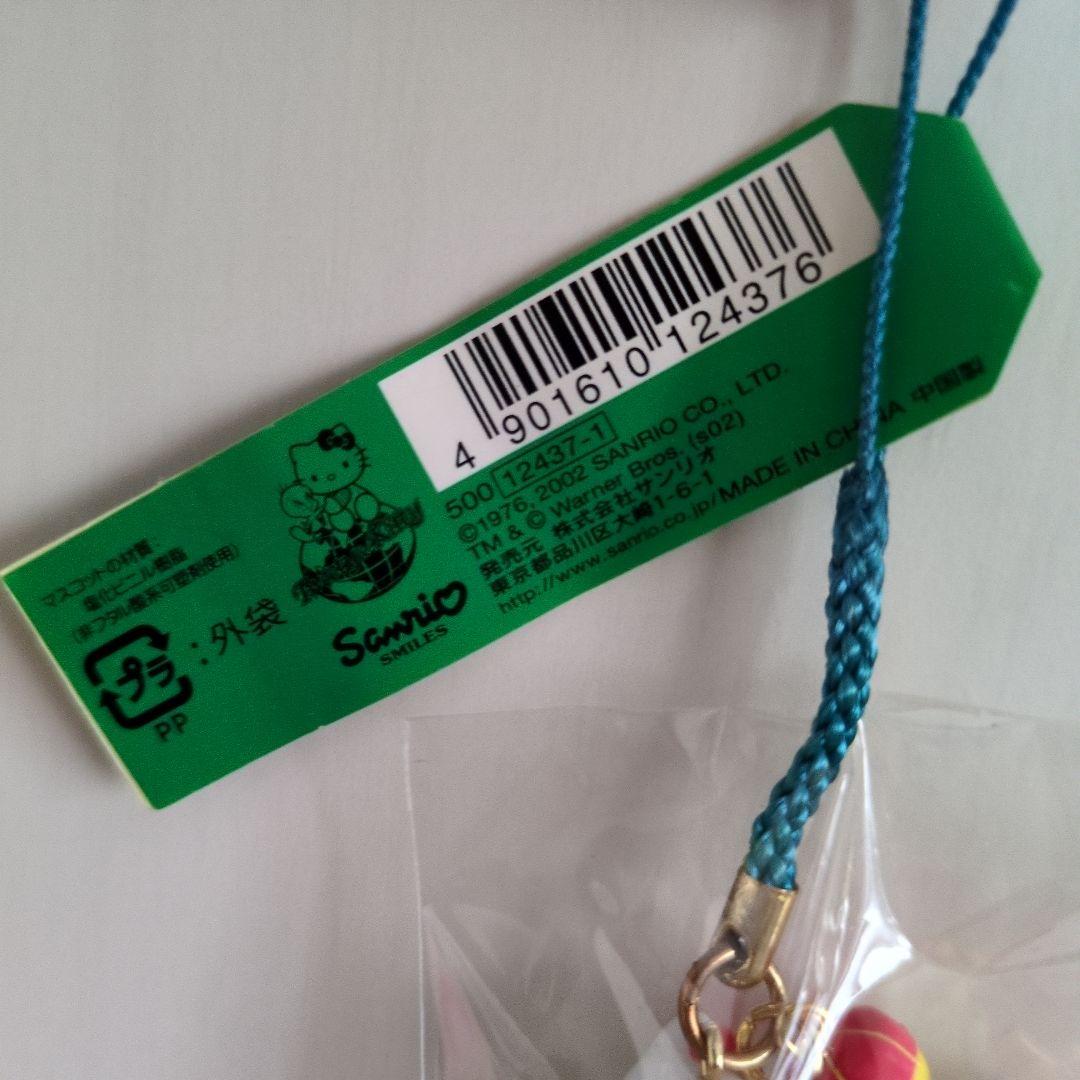 4 901610 124376
500 12437-1
©1976, 2002 SANRIO CO., LTD.
TM & © Warner Bros. (s02)
発売元 株式会社サンリオ
東京都品川区大崎1-6-1
http://www.sanrio.co.jp/MADE IN CHINA 中国製
Sanrio
SMILES
マスコットの材質:
塩化ビニル樹脂
(非フタル酸系可塑剤使用)
プラ:外袋
PP